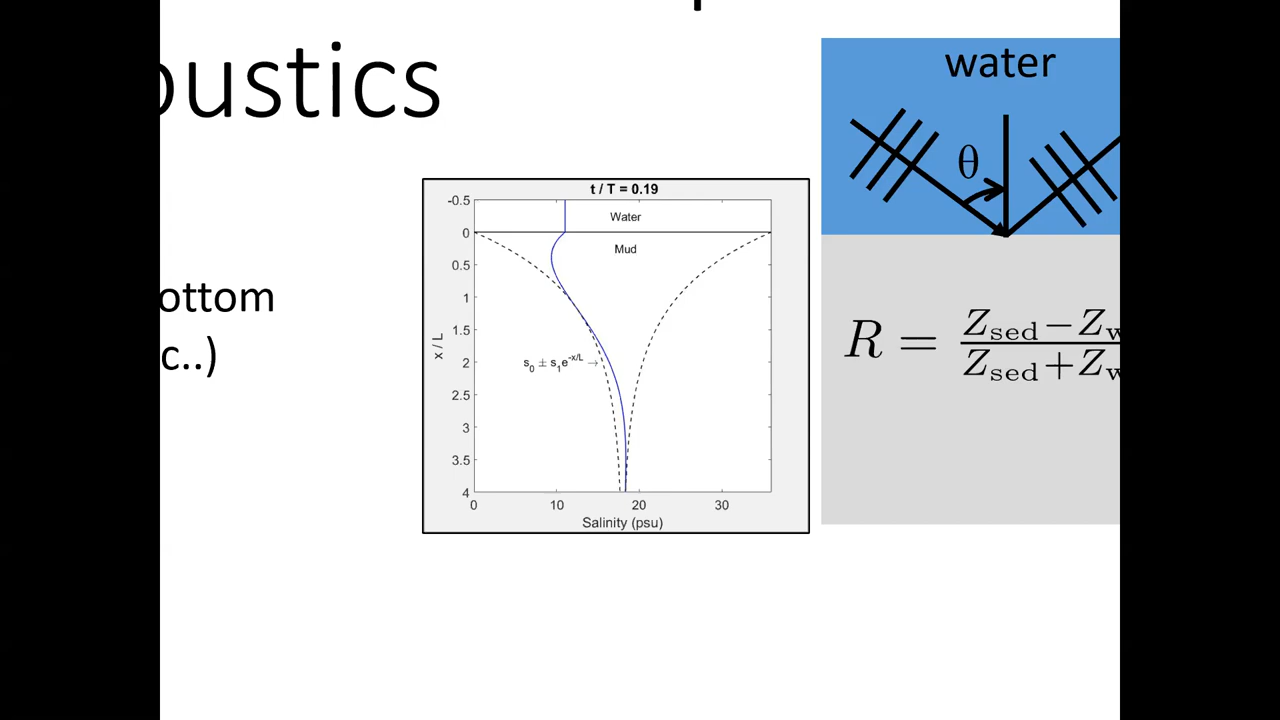 oustics
ottom
c..)
t / T = 0.19
-0.5
0
0.5
1
1.5
2
2.5
3
3.5
4
x / L
Water
Mud
s0 ± s1e-x/L →
0 10 20 30
Salinity (psu)
water
θ
R = Zsed − Zw
Zsed + Zw